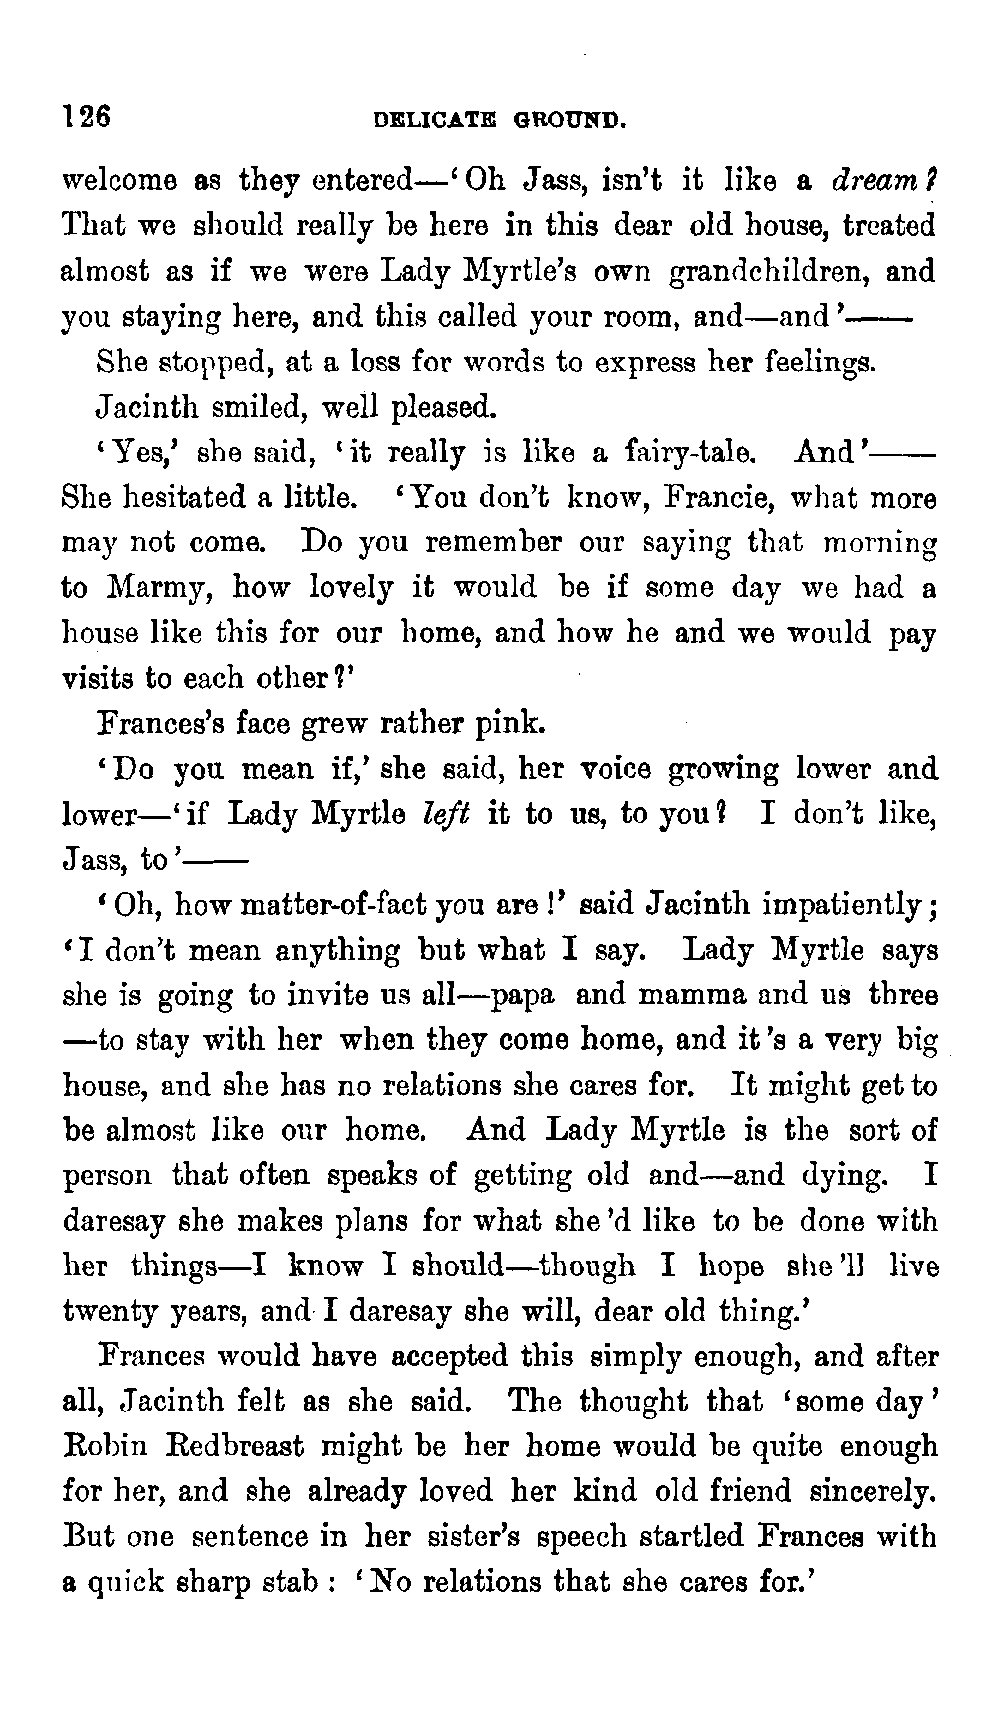 126 DELICATE GROUND.
welcome as they entered—‘Oh Jass, isn’t it like a dream?
That we should really be here in this dear old house, treated
almost as if we were Lady Myrtle’s own grandchildren, and
you staying here, and this called your room, and—and’——
She stopped, at a loss for words to express her feelings.
Jacinth smiled, well pleased.
‘Yes,’ she said, ‘it really is like a fairy-tale. And’——
She hesitated a little. ‘You don’t know, Francie, what more
may not come. Do you remember our saying that morning
to Marmy, how lovely it would be if some day we had a
house like this for our home, and how he and we would pay
visits to each other?’
Frances’s face grew rather pink.
‘Do you mean if,’ she said, her voice growing lower and
lower—‘if Lady Myrtle left it to us, to you? I don’t like,
Jass, to’——
‘Oh, how matter-of-fact you are!’ said Jacinth impatiently;
‘I don’t mean anything but what I say. Lady Myrtle says
she is going to invite us all—papa and mamma and us three
—to stay with her when they come home, and it’s a very big
house, and she has no relations she cares for. It might get to
be almost like our home. And Lady Myrtle is the sort of
person that often speaks of getting old and—and dying. I
daresay she makes plans for what she’d like to be done with
her things—I know I should—though I hope she’ll live
twenty years, and I daresay she will, dear old thing.’
Frances would have accepted this simply enough, and after
all, Jacinth felt as she said. The thought that ‘some day’
Robin Redbreast might be her home would be quite enough
for her, and she already loved her kind old friend sincerely.
But one sentence in her sister’s speech startled Frances with
a quick sharp stab: ‘No relations that she cares for.’